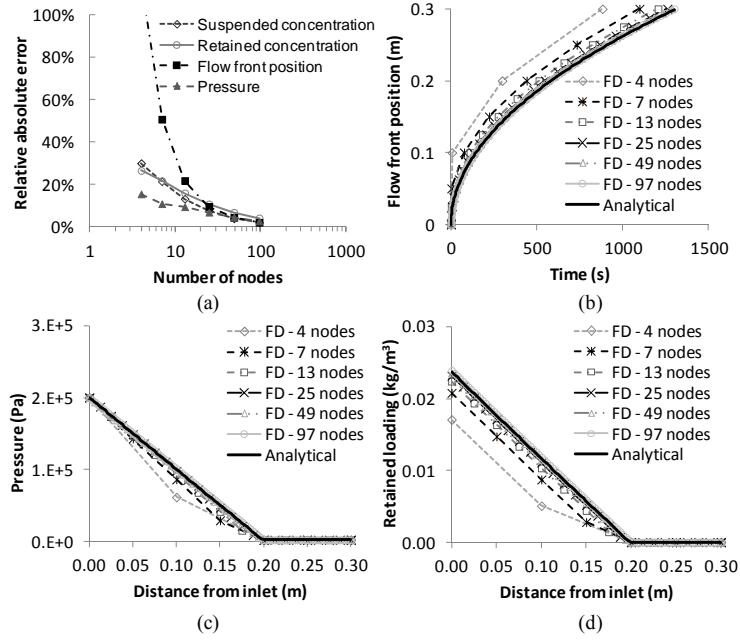 100%
80%
60%
40%
20%
0%
Relative absolute error
1
10
100
1000
Number of nodes
Suspended concentration
Retained concentration
Flow front position
Pressure
(a)
0.3
0.2
0.1
0
Flow front position (m)
0
500
1000
1500
Time (s)
FD - 4 nodes
FD - 7 nodes
FD - 13 nodes
FD - 25 nodes
FD - 49 nodes
FD - 97 nodes
Analytical
(b)
3.E+5
2.E+5
1.E+5
0.E+0
Pressure (Pa)
0.00 0.05 0.10 0.15 0.20 0.25 0.30
Distance from inlet (m)
FD - 4 nodes
FD - 7 nodes
FD - 13 nodes
FD - 25 nodes
FD - 49 nodes
FD - 97 nodes
Analytical
(c)
0.03
0.02
0.01
0.00
Retained loading (kg/m³)
0.00 0.05 0.10 0.15 0.20 0.25 0.30
Distance from inlet (m)
FD - 4 nodes
FD - 7 nodes
FD - 13 nodes
FD - 25 nodes
FD - 49 nodes
FD - 97 nodes
Analytical
(d)